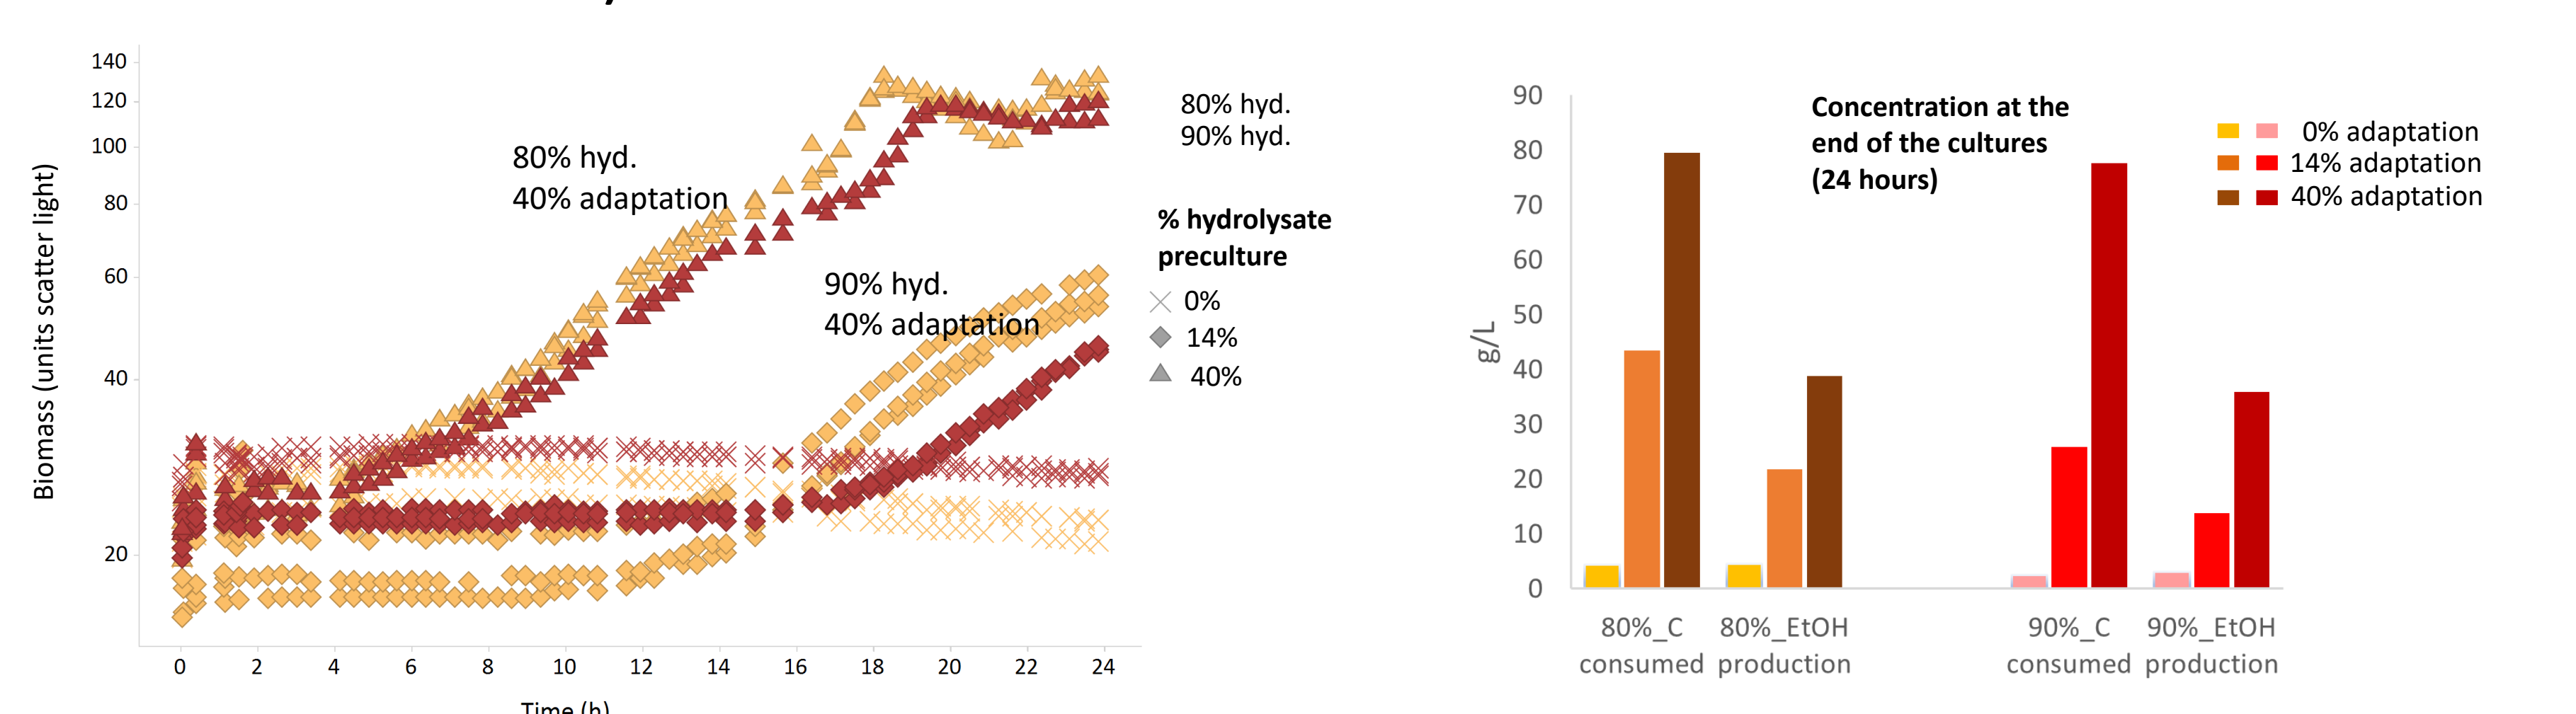 140
120
100
80
60
40
20
Biomass (units scatter light)
80% hyd.
40% adaptation
90% hyd.
40% adaptation
0 2 4 6 8 10 12 14 16 18 20 22 24
Time (h)
80% hyd.
90% hyd.
% hydrolysate
preculture
0%
14%
40%
90
80
70
60
50
40
30
20
10
0
g/L
Concentration at the
end of the cultures
(24 hours)
0% adaptation
14% adaptation
40% adaptation
80%_C 80%_EtOH 90%_C 90%_EtOH
consumed production consumed production